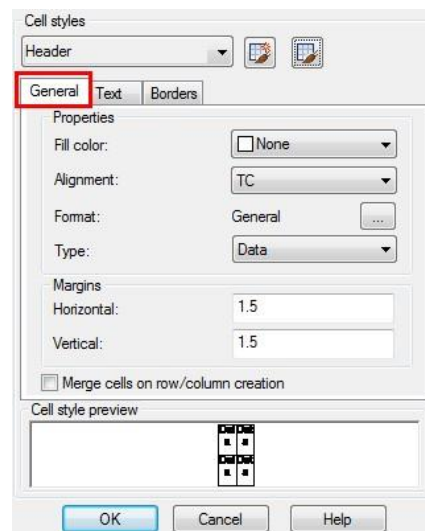 Cell styles
Header
General Text Borders
Properties
Fill color: None
Alignment: TC
Format: General ...
Type: Data
Margins
Horizontal: 1.5
Vertical: 1.5
Merge cells on row/column creation
Cell style preview
OK Cancel Help